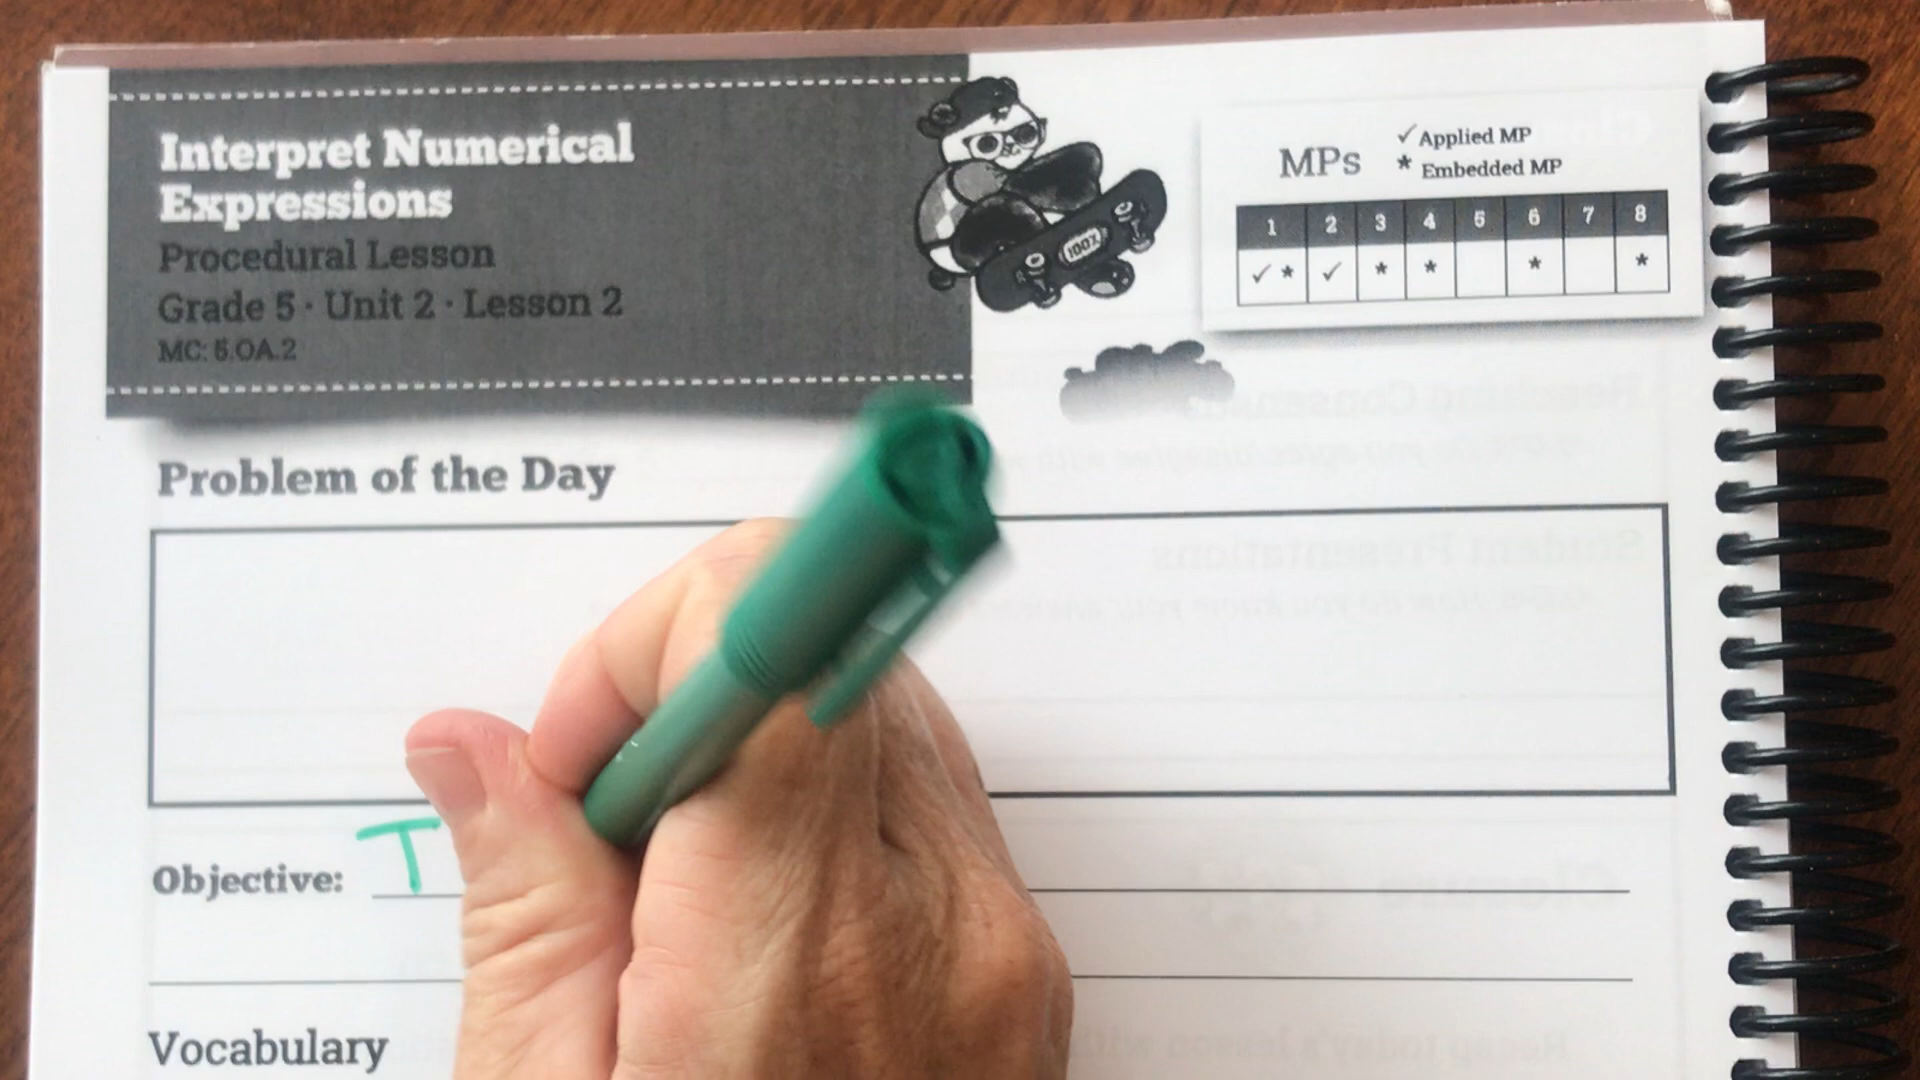 Interpret Numerical
Expressions
Procedural Lesson
Grade 5 · Unit 2 · Lesson 2
MC: 5.OA.2
100%
MPs
✓ Applied MP
* Embedded MP
1 2 3 4 5 6 7 8
✓ * ✓ * * * *
Problem of the Day
Objective: T
Vocabulary